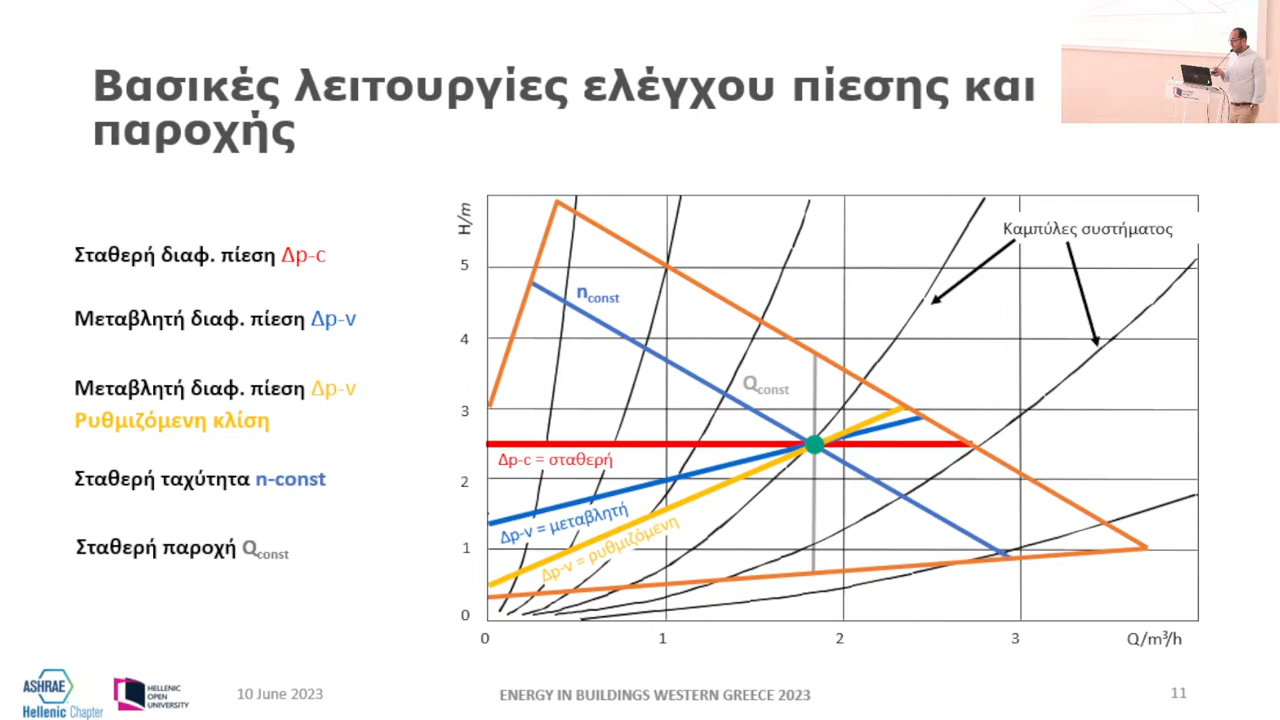 Βασικές λειτουργίες ελέγχου πίεσης και
παροχής
Σταθερή διαφ. πίεση Δp-c
Μεταβλητή διαφ. πίεση Δp-v
Μεταβλητή διαφ. πίεση Δp-v
Ρυθμιζόμενη κλίση
Σταθερή ταχύτητα n-const
Σταθερή παροχή Qconst
H/m
5
4
3
2
1
0
0
1
2
3
Q/m³/h
Καμπύλες συστήματος
nconst
Qconst
Δp-c = σταθερή
Δp-v = μεταβλητή
Δp-v = ρυθμιζόμενη
ASHRAE
Hellenic Chapter
HELLENIC
OPEN
UNIVERSITY
10 June 2023
ENERGY IN BUILDINGS WESTERN GREECE 2023
11